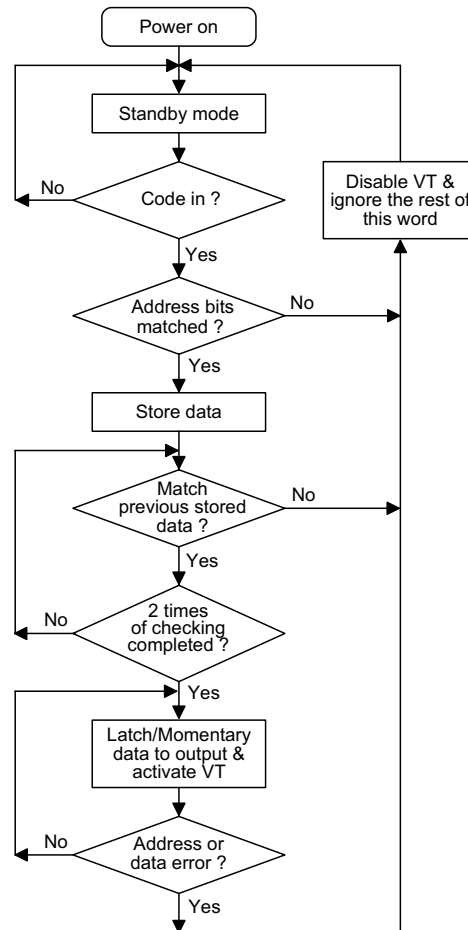 Power on
Standby mode
No
Code in ?
Disable VT &
ignore the rest of
this word
Yes
Address bits
matched ?
No
Yes
Store data
Match
previous stored
data ?
No
Yes
No
2 times
of checking
completed ?
Yes
Latch/Momentary
data to output &
activate VT
No
Address or
data error ?
Yes